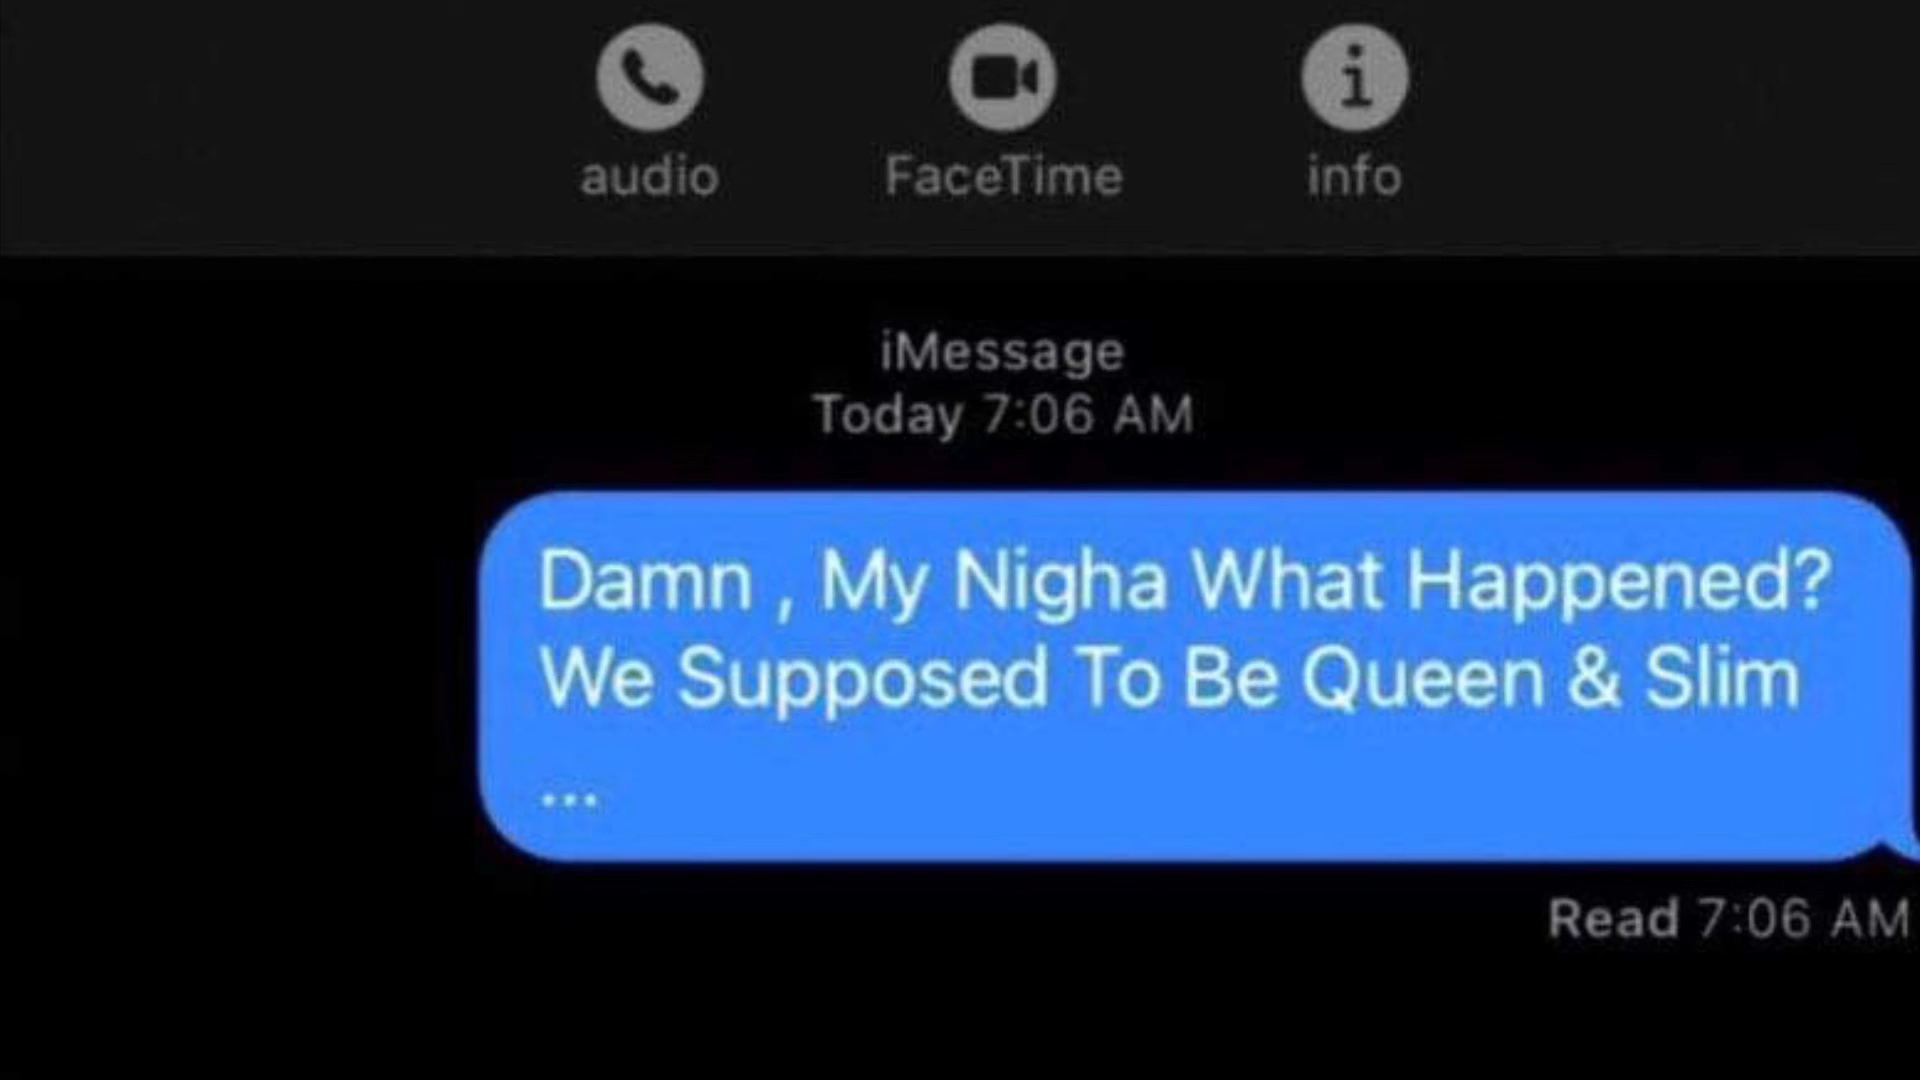 audio FaceTime info
iMessage
Today 7:06 AM
Damn , My Nigha What Happened?
We Supposed To Be Queen & Slim
...
Read 7:06 AM